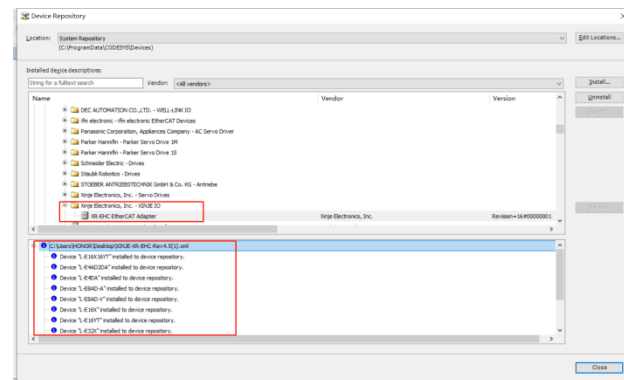 Device Repository
Location: System Repository Edit Locations...
(C:\ProgramData\CODESYS\Devices)
Installed device descriptions:
String for a fulltext search Vendor: <All vendors> Install...
Name Vendor Version Uninstall
DEC AUTOMATION CO.,LTD. - WELL-LINK IO
ifm electronic - ifm electronic EtherCAT Devices
Panasonic Corporation, Appliances Company - AC Servo Driver
Parker Hannifin - Parker Servo Drive 1M
Parker Hannifin - Parker Servo Drive 1S
Schneider Electric - Drives
Stäubli Robotics - Drives
STOEBER ANTRIEBSTECHNIK GmbH & Co. KG - Antriebe
Xinje Electronics, Inc. - Servo Drives
Xinje Electronics, Inc. - XINJE IO
XR-EHC EtherCAT Adapter Xinje Electronics, Inc. Revision=16#00000001
C:\Users\HONOR\Desktop\XINJE-XR-EHC-Rev4.5(1).xml
Device "L-E16X16YT" installed to device repository.
Device "L-E4AD2DA" installed to device repository.
Device "L-E4DA" installed to device repository.
Device "L-E8AD-A" installed to device repository.
Device "L-E8AD-V" installed to device repository.
Device "L-E16X" installed to device repository.
Device "L-E16YT" installed to device repository.
Device "L-E32X" installed to device repository.
Close